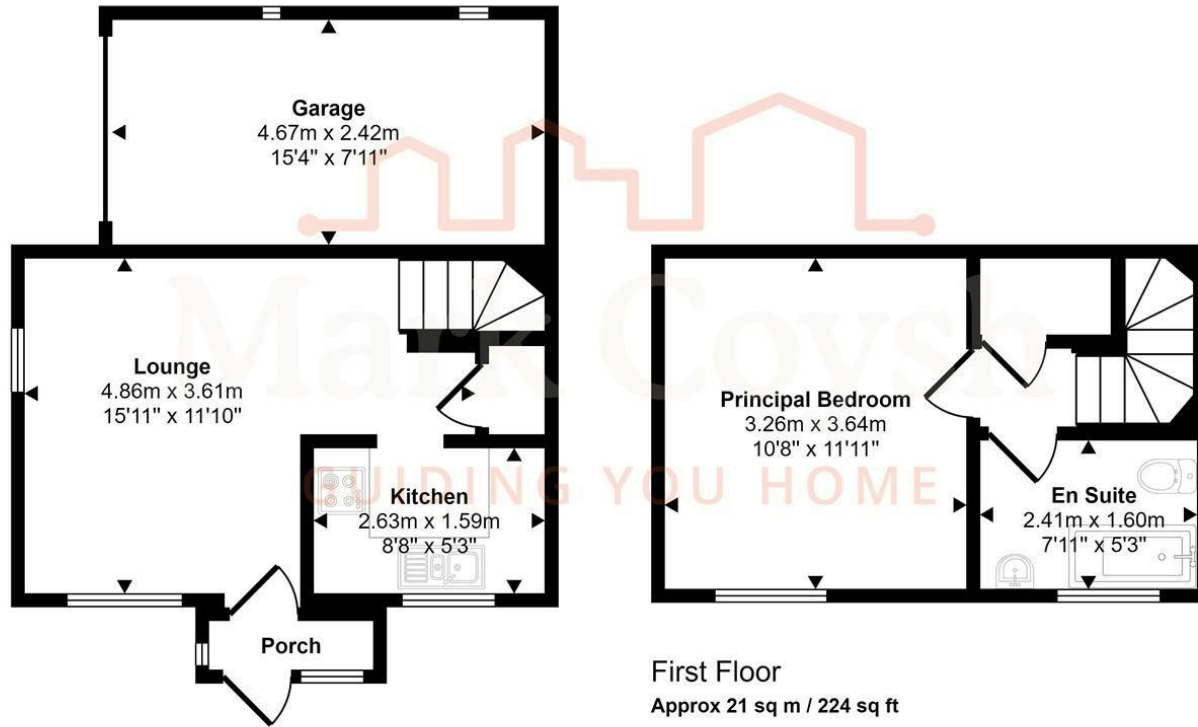 Garage
4.67m x 2.42m
15'4" x 7'11"
Mark Covsh
Lounge
4.86m x 3.61m
15'11" x 11'10"
Principal Bedroom
3.26m x 3.64m
10'8" x 11'11"
GUIDING YOU HOME
Kitchen
2.63m x 1.59m
8'8" x 5'3"
En Suite
2.41m x 1.60m
7'11" x 5'3"
Porch
First Floor
Approx 21 sq m / 224 sq ft